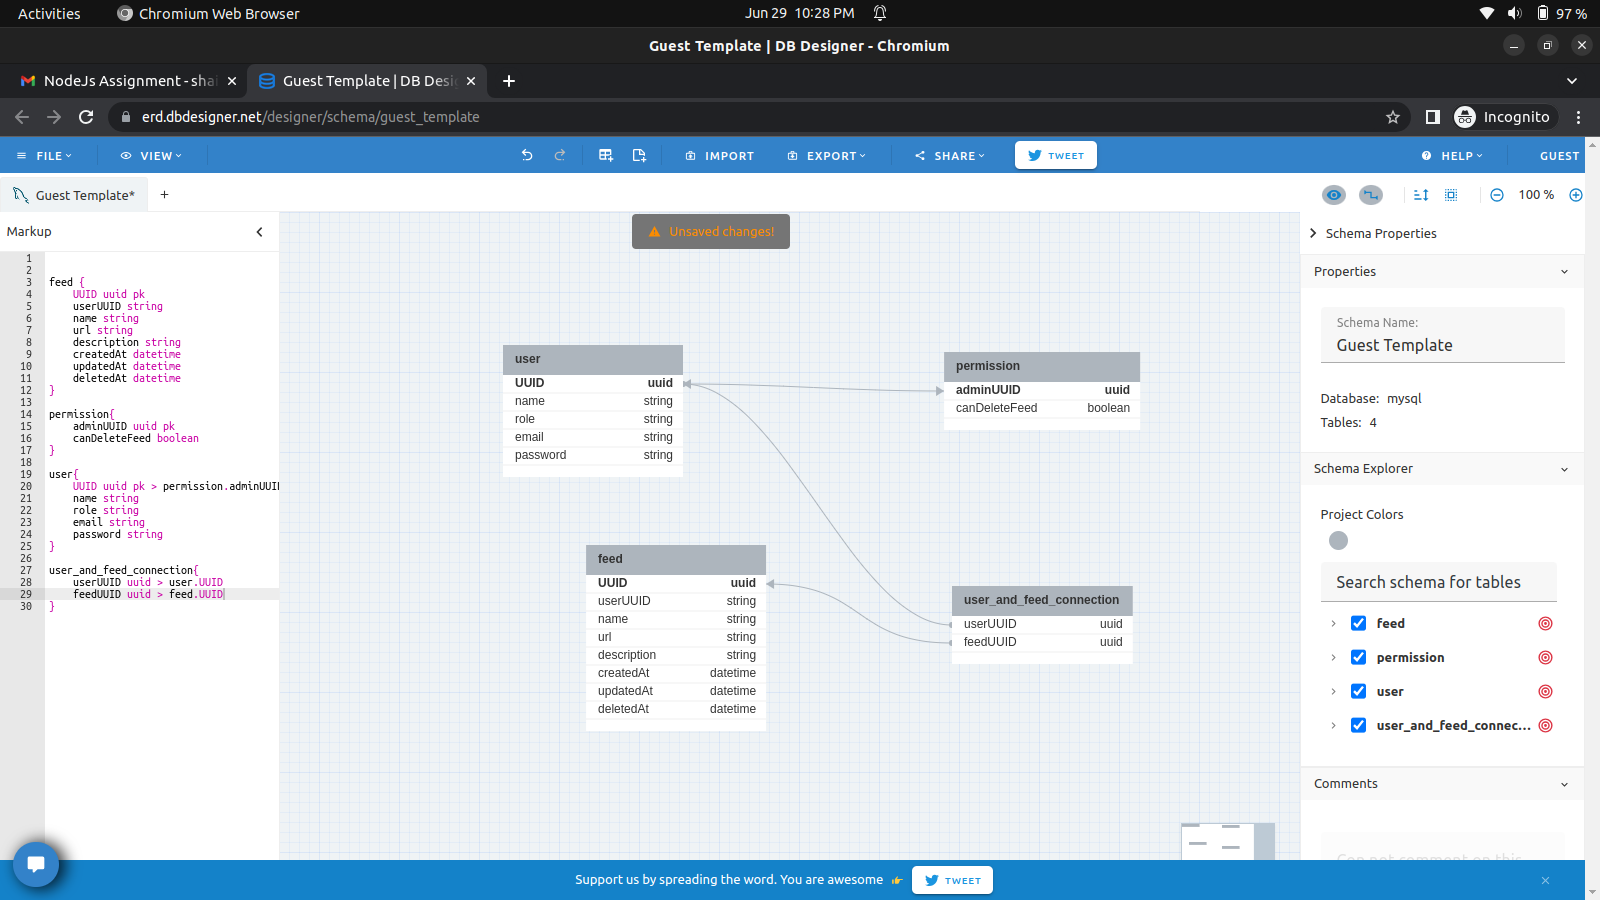 Activities
Chromium Web Browser
Jun 29 10:28 PM
97 %
Guest Template | DB Designer - Chromium
NodeJs Assignment - sha
Guest Template | DB Desig
erd.dbdesigner.net/designer/schema/guest_template
Incognito
FILE
VIEW
IMPORT
EXPORT
SHARE
TWEET
HELP
GUEST
Guest Template*
+
100 %
Markup
Unsaved changes!
1
2
3 feed {
4 UUID uuid pk
5 userUUID string
6 name string
7 url string
8 description string
9 createdAt datetime
10 updatedAt datetime
11 deletedAt datetime
12 }
13
14 permission{
15 adminUUID uuid pk
16 canDeleteFeed boolean
17 }
18
19 user{
20 UUID uuid pk > permission.adminUUID
21 name string
22 role string
23 email string
24 password string
25 }
26
27 user_and_feed_connection{
28 userUUID uuid > user.UUID
29 feedUUID uuid > feed.UUID
30 }
user
UUID uuid
name string
role string
email string
password string
permission
adminUUID uuid
canDeleteFeed boolean
feed
UUID uuid
userUUID string
name string
url string
description string
createdAt datetime
updatedAt datetime
deletedAt datetime
user_and_feed_connection
userUUID uuid
feedUUID uuid
Schema Properties
Properties
Schema Name:
Guest Template
Database: mysql
Tables: 4
Schema Explorer
Project Colors
Search schema for tables
feed
permission
user
user_and_feed_connec...
Comments
Can not comment on this
Support us by spreading the word. You are awesome
TWEET